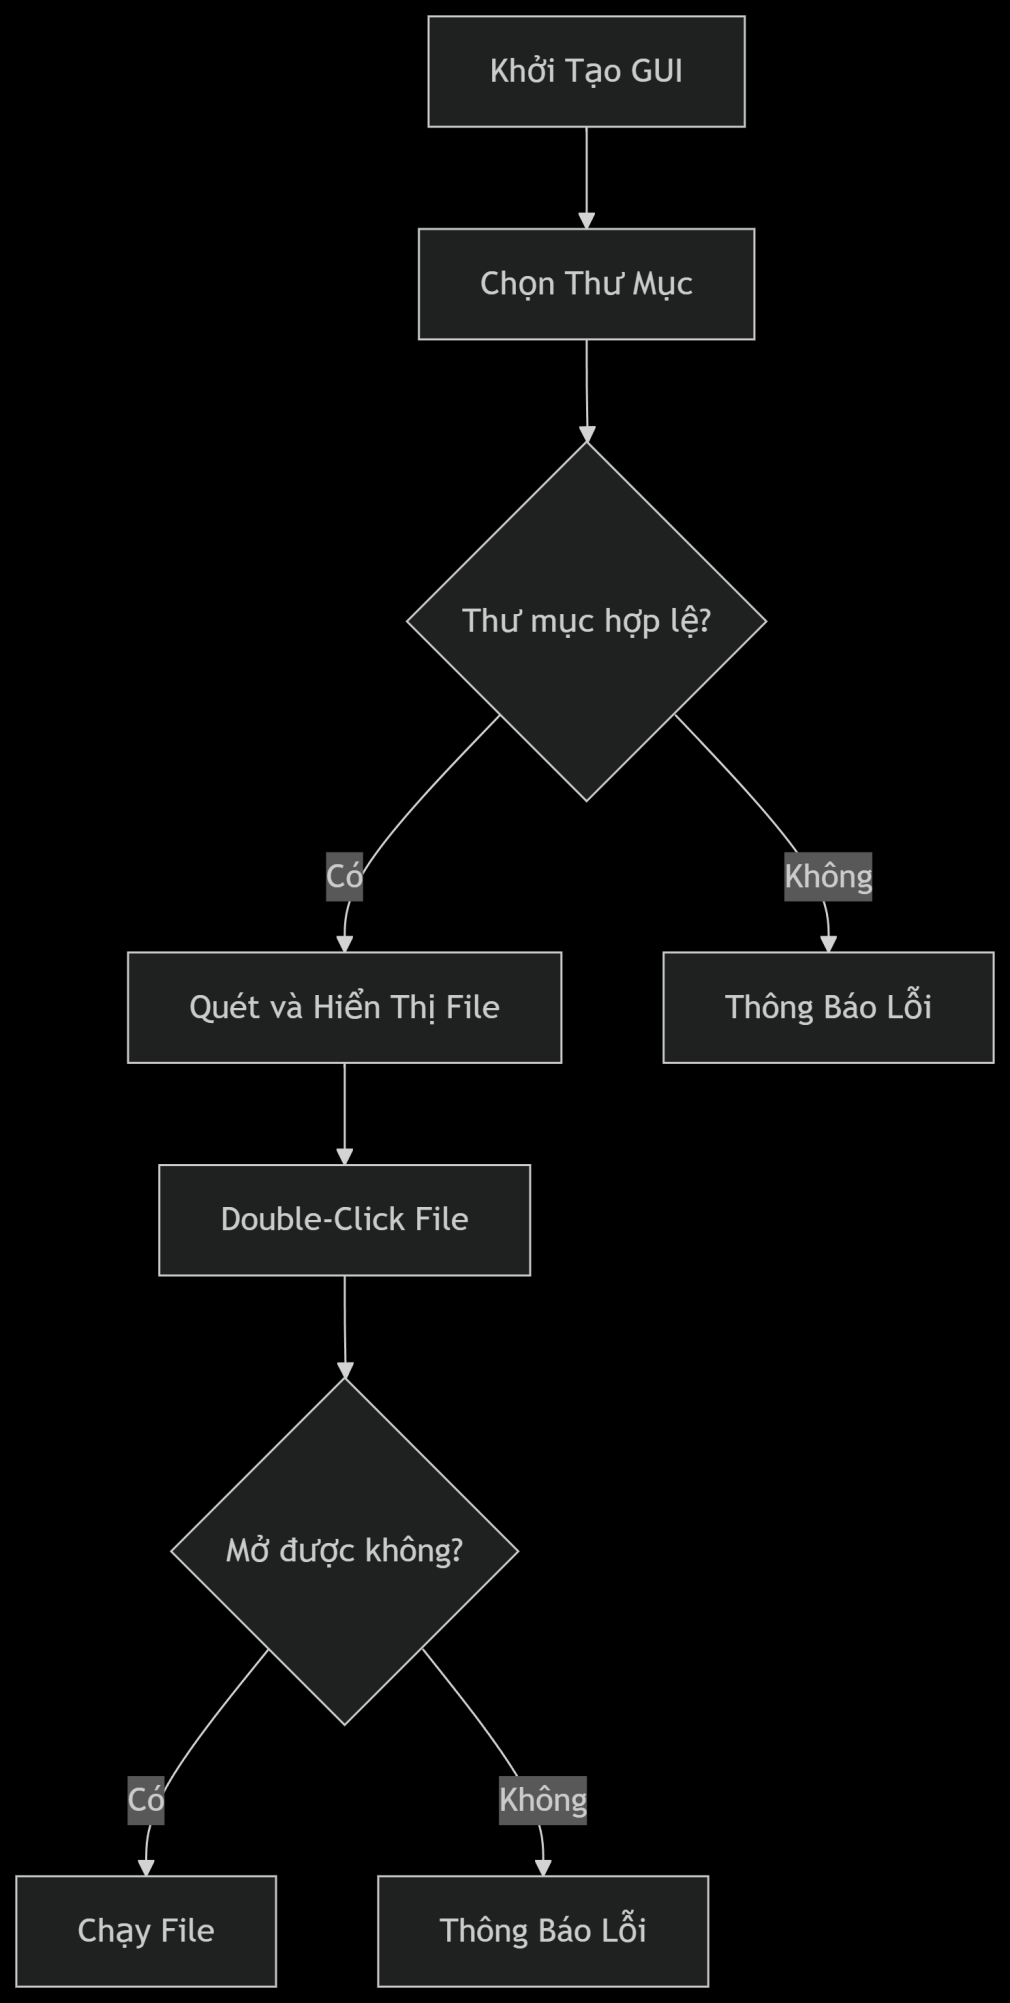 Khởi Tạo GUI
Chọn Thư Mục
Thư mục hợp lệ?
Có
Không
Quét và Hiển Thị File
Thông Báo Lỗi
Double-Click File
Mở được không?
Có
Không
Chạy File
Thông Báo Lỗi